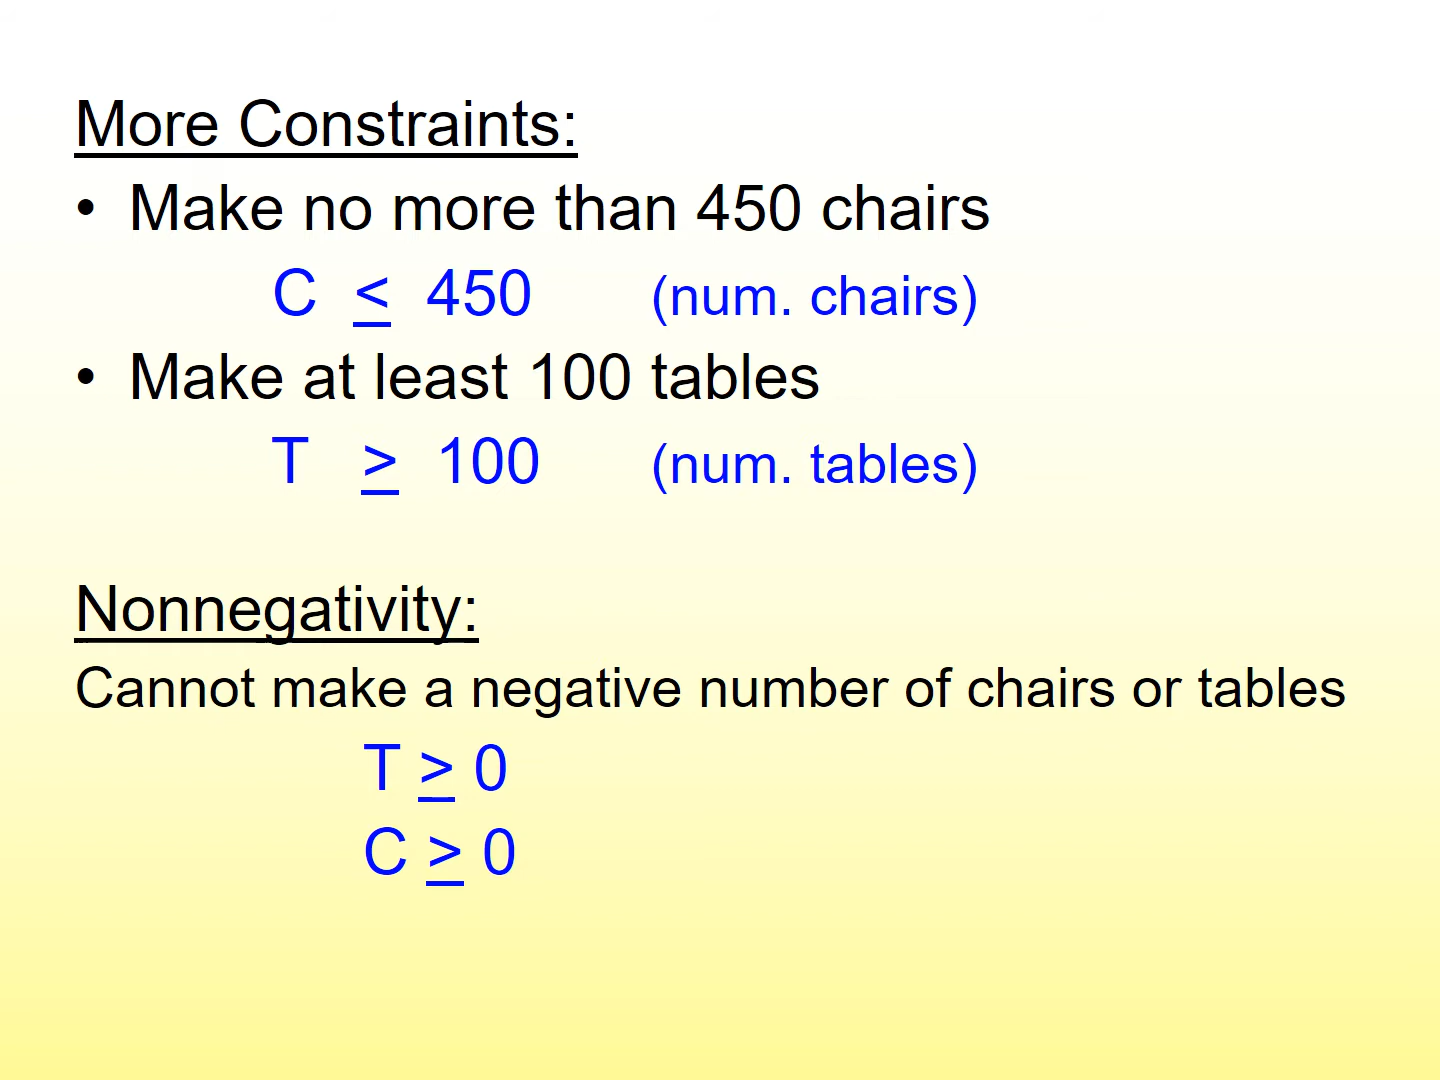 More Constraints:
• Make no more than 450 chairs
C ≤ 450 (num. chairs)
• Make at least 100 tables
T ≥ 100 (num. tables)
Nonnegativity:
Cannot make a negative number of chairs or tables
T ≥ 0
C ≥ 0